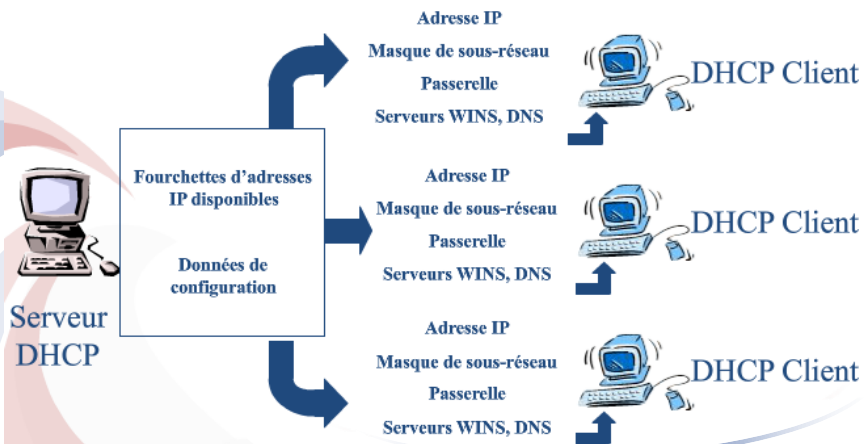 Serveur
DHCP
Fourchettes d'adresses
IP disponibles
Données de
configuration
Adresse IP
Masque de sous-réseau
Passerelle
Serveurs WINS, DNS
DHCP Client
Adresse IP
Masque de sous-réseau
Passerelle
Serveurs WINS, DNS
DHCP Client
Adresse IP
Masque de sous-réseau
Passerelle
Serveurs WINS, DNS
DHCP Client